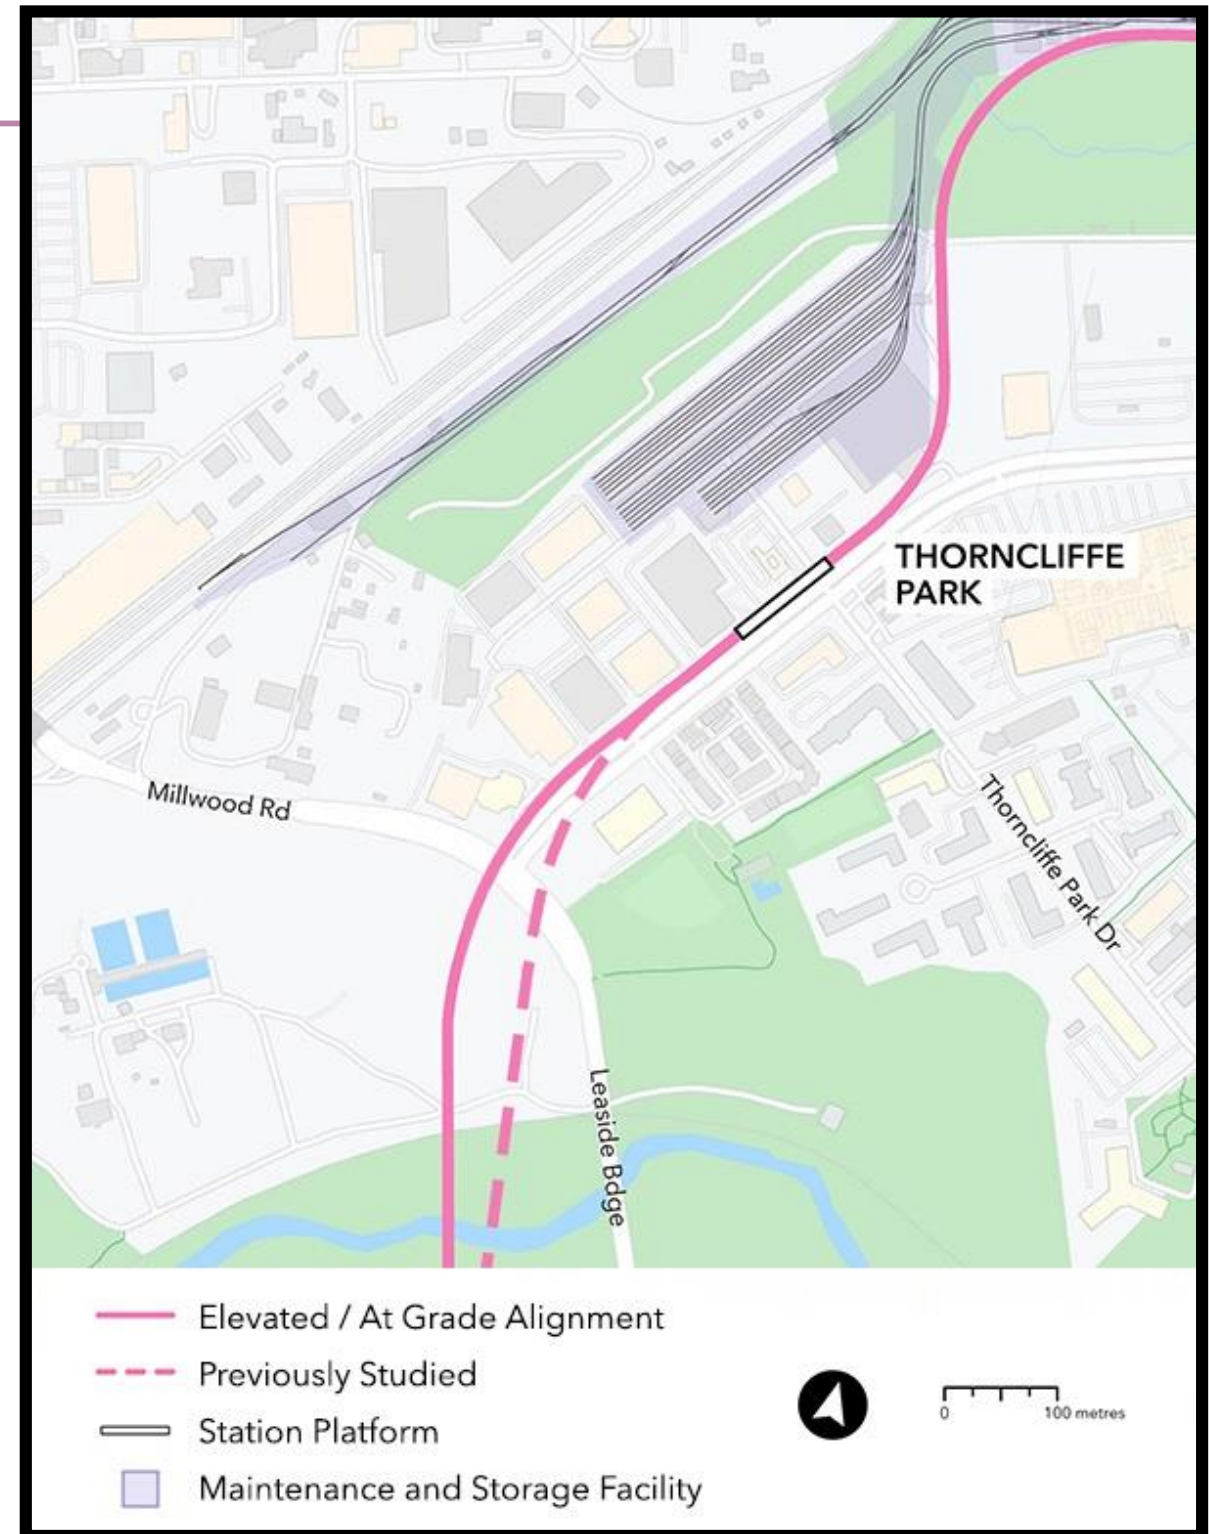 THORNCLIFFE
PARK
Millwood Rd
Thorncliffe Park Dr
Leaside Bdge
Elevated / At Grade Alignment
Previously Studied
Station Platform
Maintenance and Storage Facility
0 100 metres